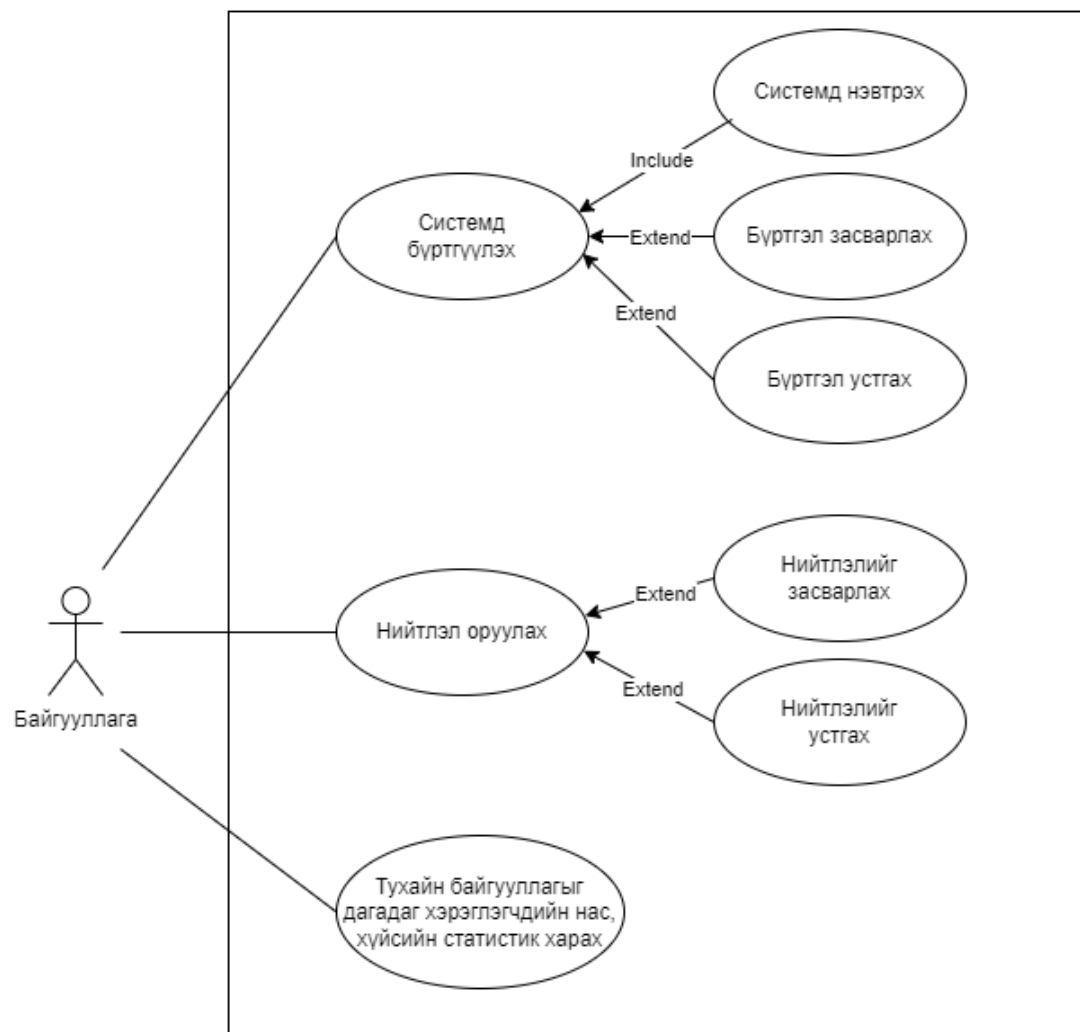 Системд нэвтрэх
Include
Системд
бүртгүүлэх
Extend
Бүртгэл засварлах
Extend
Бүртгэл устгах
Нийтлэлийг
засварлах
Extend
Нийтлэл оруулах
Extend
Нийтлэлийг
устгах
Байгууллага
Тухайн байгууллагыг
дагадаг хэрэглэгчдийн нас,
хүйсийн статистик харах